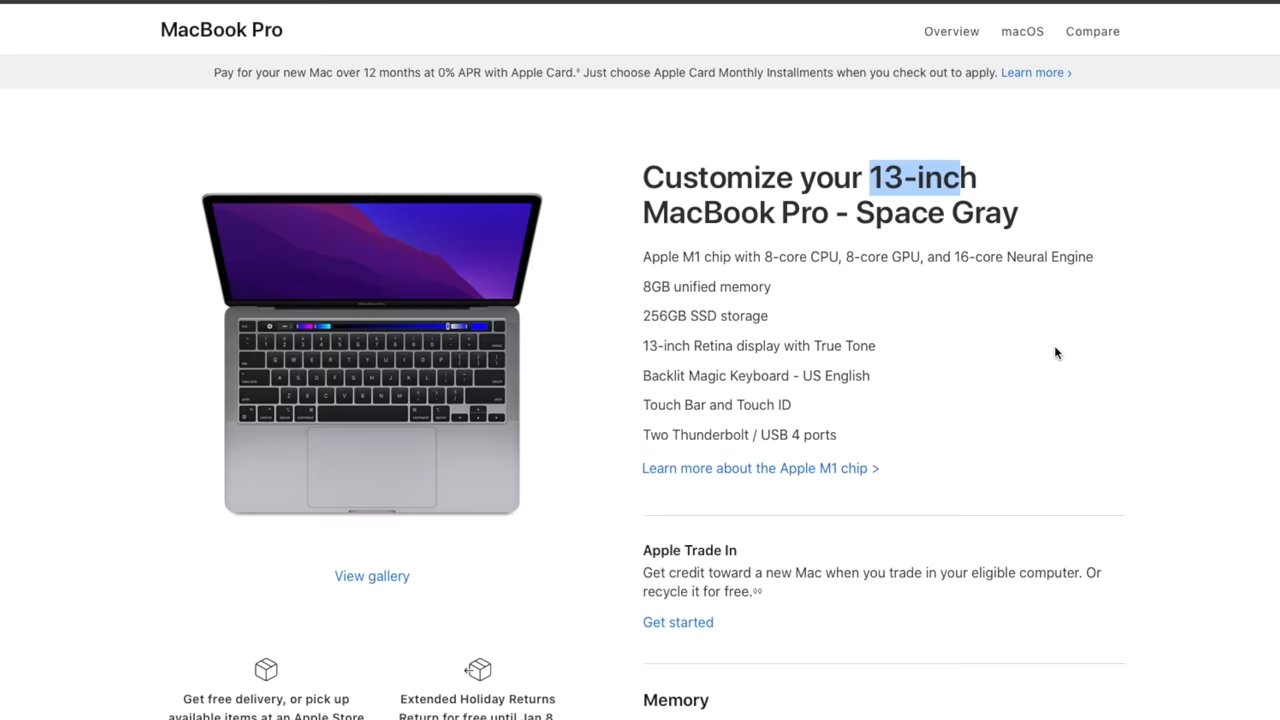 MacBook Pro
Overview
macOS
Compare
Pay for your new Mac over 12 months at 0% APR with Apple Card.◊ Just choose Apple Card Monthly Installments when you check out to apply. Learn more ›
Customize your 13-inch
MacBook Pro - Space Gray
Apple M1 chip with 8-core CPU, 8-core GPU, and 16-core Neural Engine
8GB unified memory
256GB SSD storage
13-inch Retina display with True Tone
Backlit Magic Keyboard - US English
Touch Bar and Touch ID
Two Thunderbolt / USB 4 ports
Learn more about the Apple M1 chip >
Apple Trade In
Get credit toward a new Mac when you trade in your eligible computer. Or
recycle it for free.◊◊
Get started
Memory
View gallery
Get free delivery, or pick up
available items at an Apple Store
Extended Holiday Returns
Return for free until Jan 8